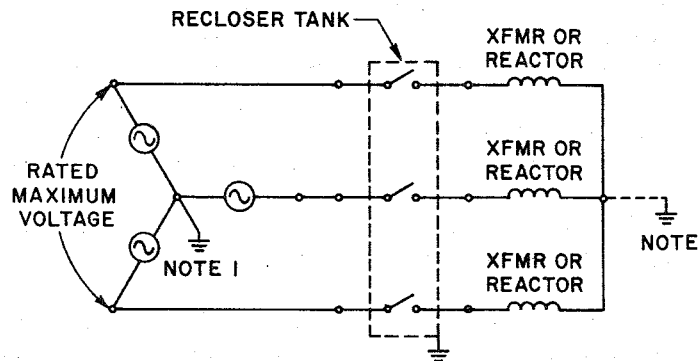 RECLOSER TANK
XFMR OR
REACTOR
RATED
MAXIMUM
VOLTAGE
XFMR OR
REACTOR
NOTE 1
NOTE
XFMR OR
REACTOR